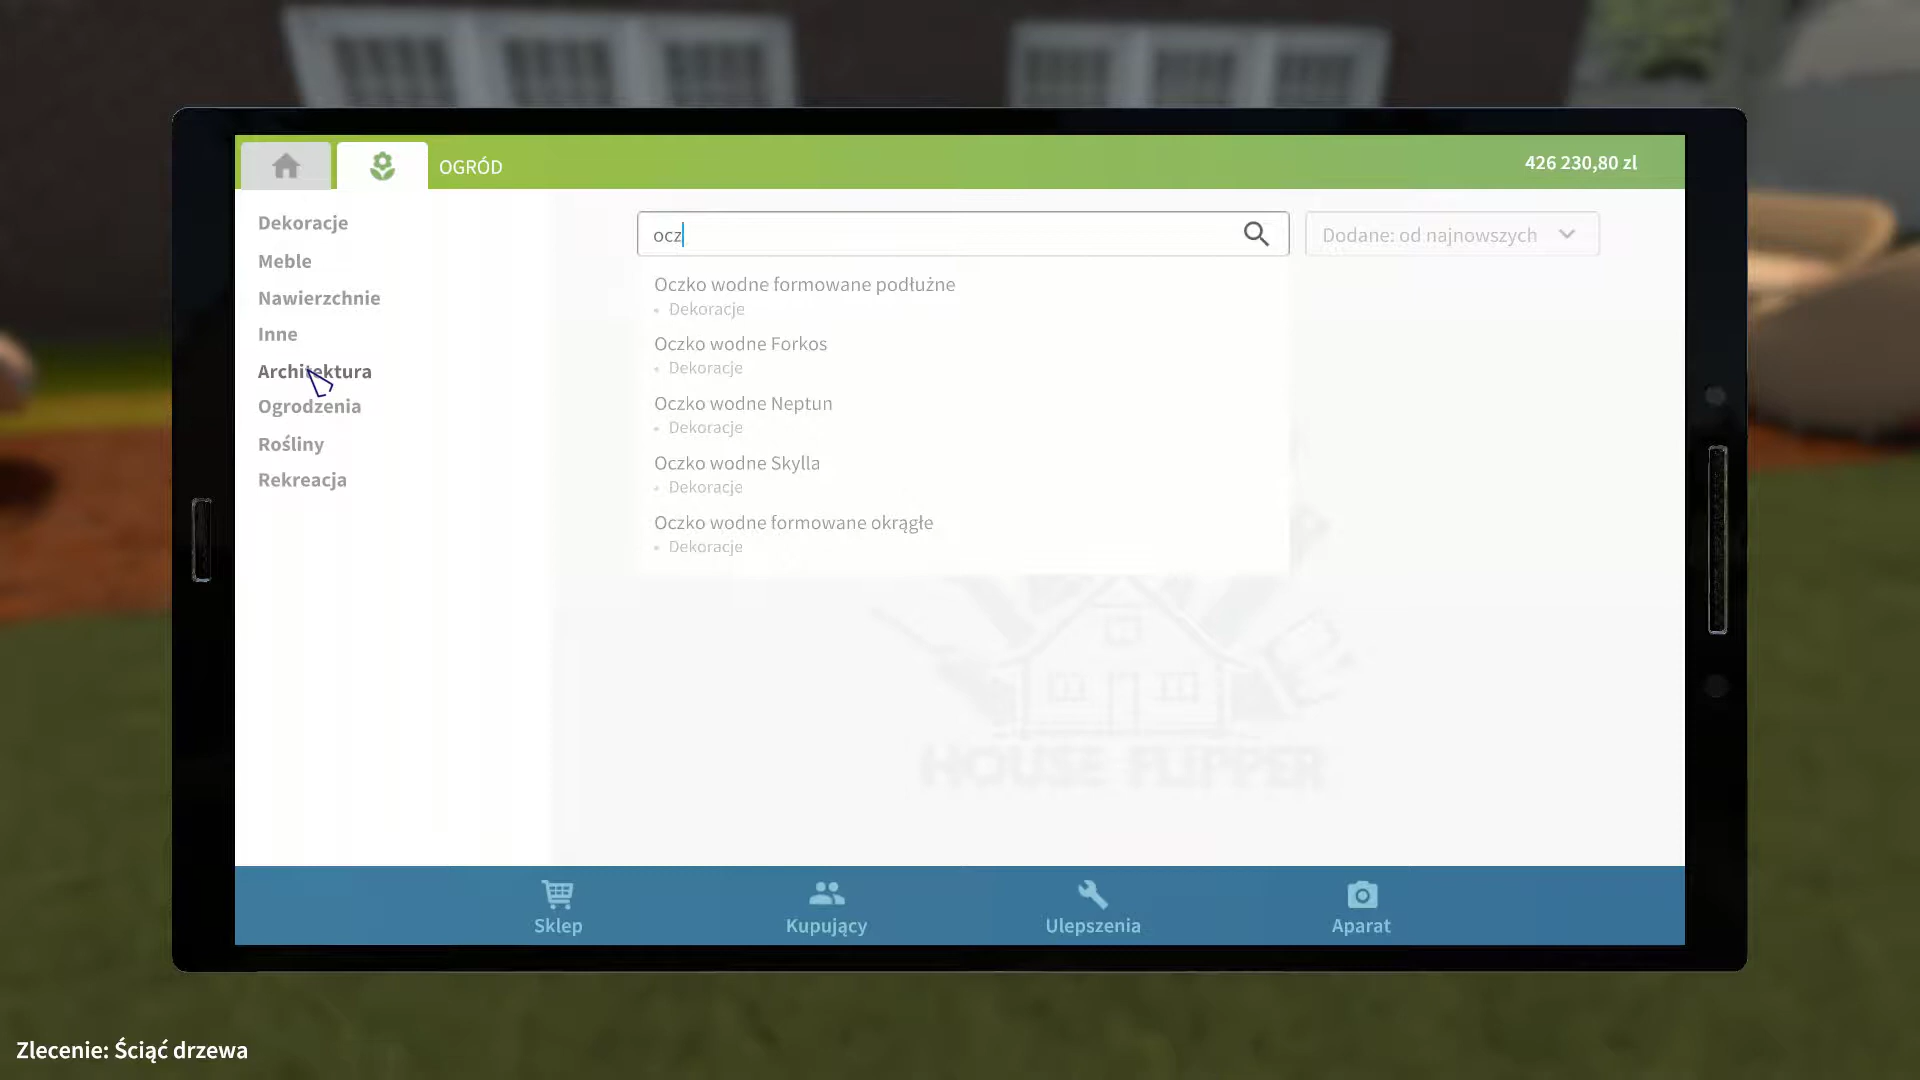 OGRÓD
426 230,80 zl
Dekoracje
Meble
Nawierzchnie
Inne
Architektura
Ogrodzenia
Rośliny
Rekreacja
ocz
Dodane: od najnowszych
Oczko wodne formowane podłużne
• Dekoracje
Oczko wodne Forkos
• Dekoracje
Oczko wodne Neptun
• Dekoracje
Oczko wodne Skylla
• Dekoracje
Oczko wodne formowane okrągłe
• Dekoracje
HOUSE FLIPPER
Sklep
Kupujący
Ulepszenia
Aparat
Zlecenie: Ściąć drzewa